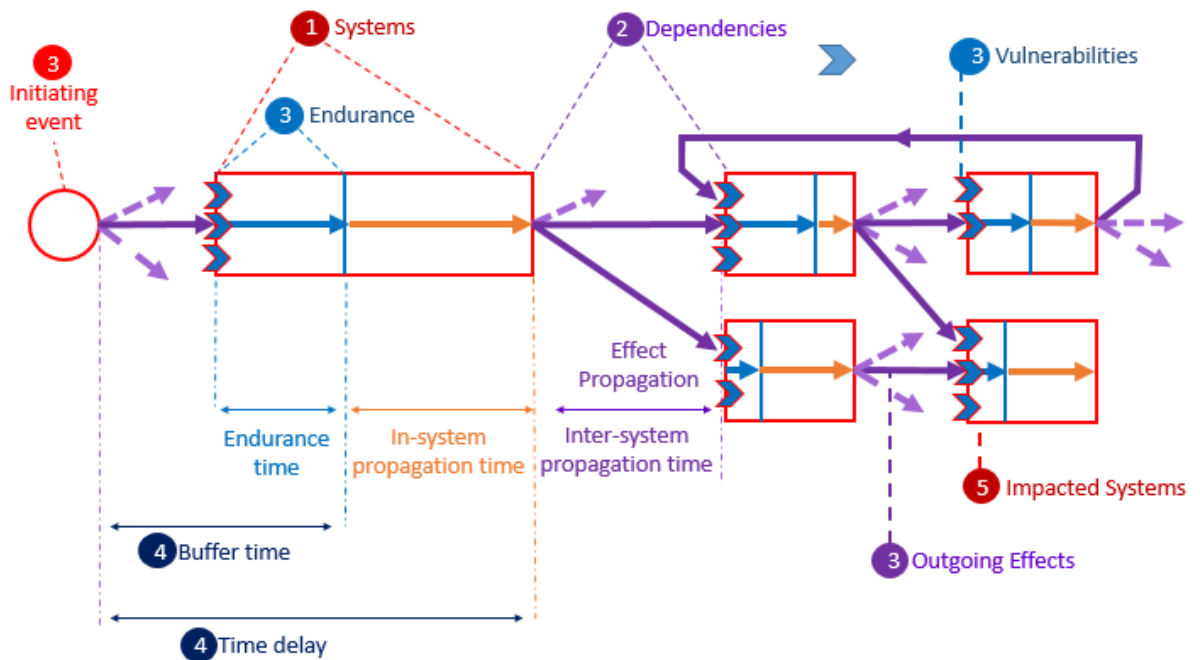 1 Systems
2 Dependencies
3
Initiating
event
3 Vulnerabilities
3 Endurance
Effect
Propagation
Endurance
time
In-system
propagation time
Inter-system
propagation time
5 Impacted Systems
4 Buffer time
3 Outgoing Effects
4 Time delay